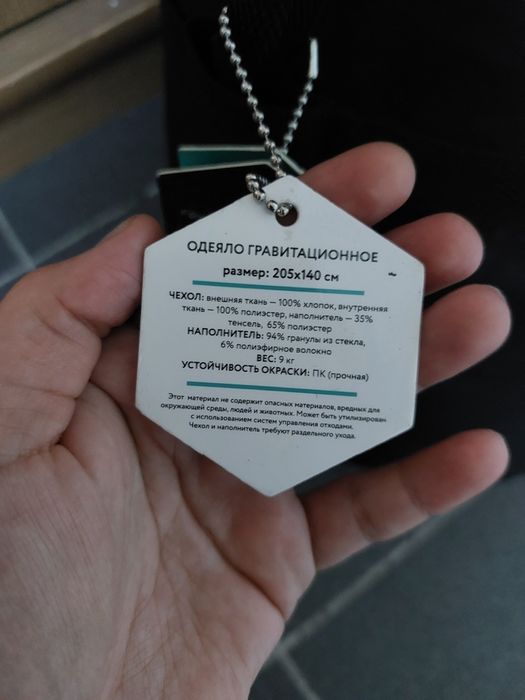 ОДЕЯЛО ГРАВИТАЦИОННОЕ
размер: 205x140 см
ЧЕХОЛ: внешняя ткань — 100% хлопок, внутренняя
ткань — 100% полиэстер, наполнитель — 35%
тенсель, 65% полиэстер
НАПОЛНИТЕЛЬ: 94% гранулы из стекла,
6% полиэфирное волокно
ВЕС: 9 кг
УСТОЙЧИВОСТЬ ОКРАСКИ: ПК (прочная)
Этот материал не содержит опасных материалов, вредных для
окружающей среды, людей и животных. Может быть утилизирован
с использованием систем управления отходами.
Чехол и наполнитель требуют раздельного ухода.